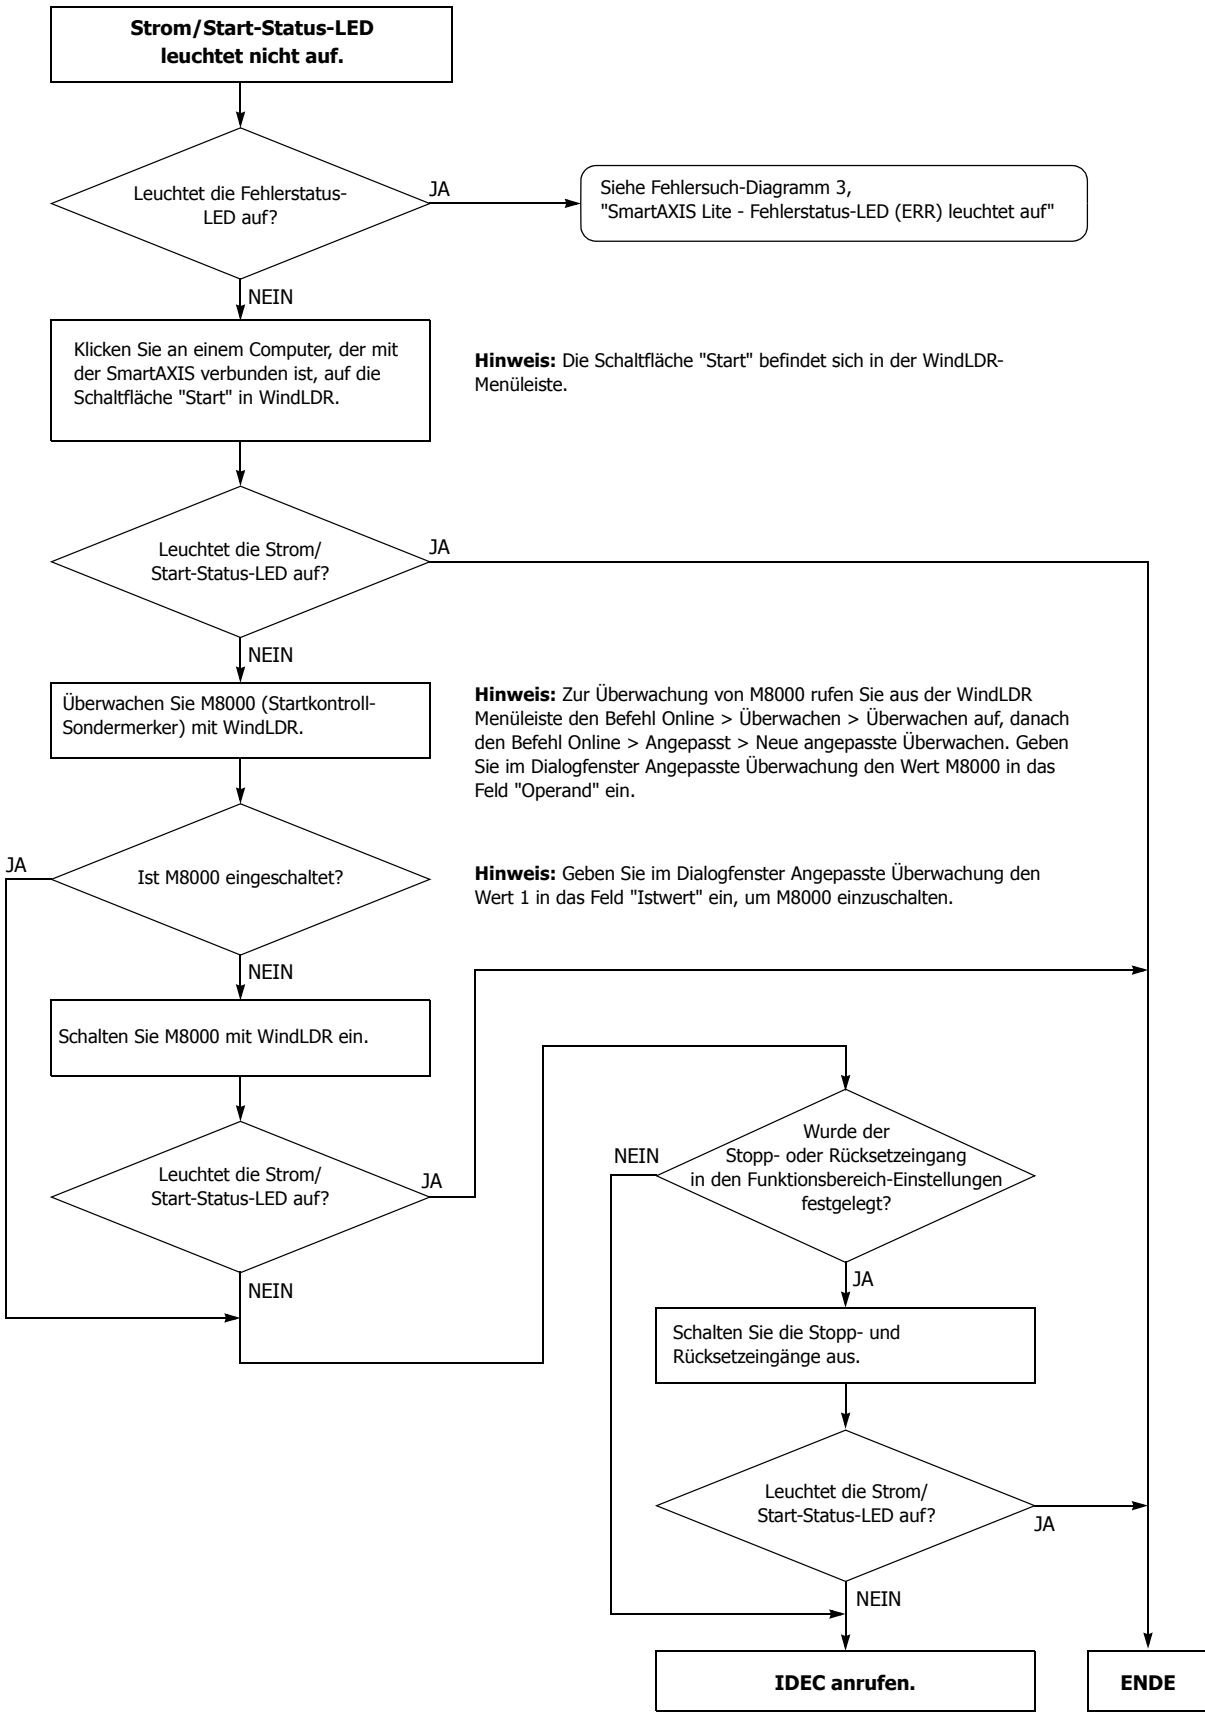 Strom/Start-Status-LED
leuchtet nicht auf.
Leuchtet die Fehlerstatus-
LED auf?
JA
Siehe Fehlersuch-Diagramm 3,
"SmartAXIS Lite - Fehlerstatus-LED (ERR) leuchtet auf"
NEIN
Klicken Sie an einem Computer, der mit
der SmartAXIS verbunden ist, auf die
Schaltfläche "Start" in WindLDR.
Hinweis: Die Schaltfläche "Start" befindet sich in der WindLDR-
Menüleiste.
Leuchtet die Strom/
Start-Status-LED auf?
JA
NEIN
Überwachen Sie M8000 (Startkontroll-
Sondermerker) mit WindLDR.
Hinweis: Zur Überwachung von M8000 rufen Sie aus der WindLDR
Menüleiste den Befehl Online > Überwachen > Überwachen auf, danach
den Befehl Online > Angepasst > Neue angepasste Überwachen. Geben
Sie im Dialogfenster Angepasste Überwachung den Wert M8000 in das
Feld "Operand" ein.
JA
Ist M8000 eingeschaltet?
Hinweis: Geben Sie im Dialogfenster Angepasste Überwachung den
Wert 1 in das Feld "Istwert" ein, um M8000 einzuschalten.
NEIN
Schalten Sie M8000 mit WindLDR ein.
Leuchtet die Strom/
Start-Status-LED auf?
JA
NEIN
Wurde der
Stopp- oder Rücksetzeingang
in den Funktionsbereich-Einstellungen
festgelegt?
NEIN
JA
Schalten Sie die Stopp- und
Rücksetzeingänge aus.
Leuchtet die Strom/
Start-Status-LED auf?
JA
NEIN
IDEC anrufen.
ENDE